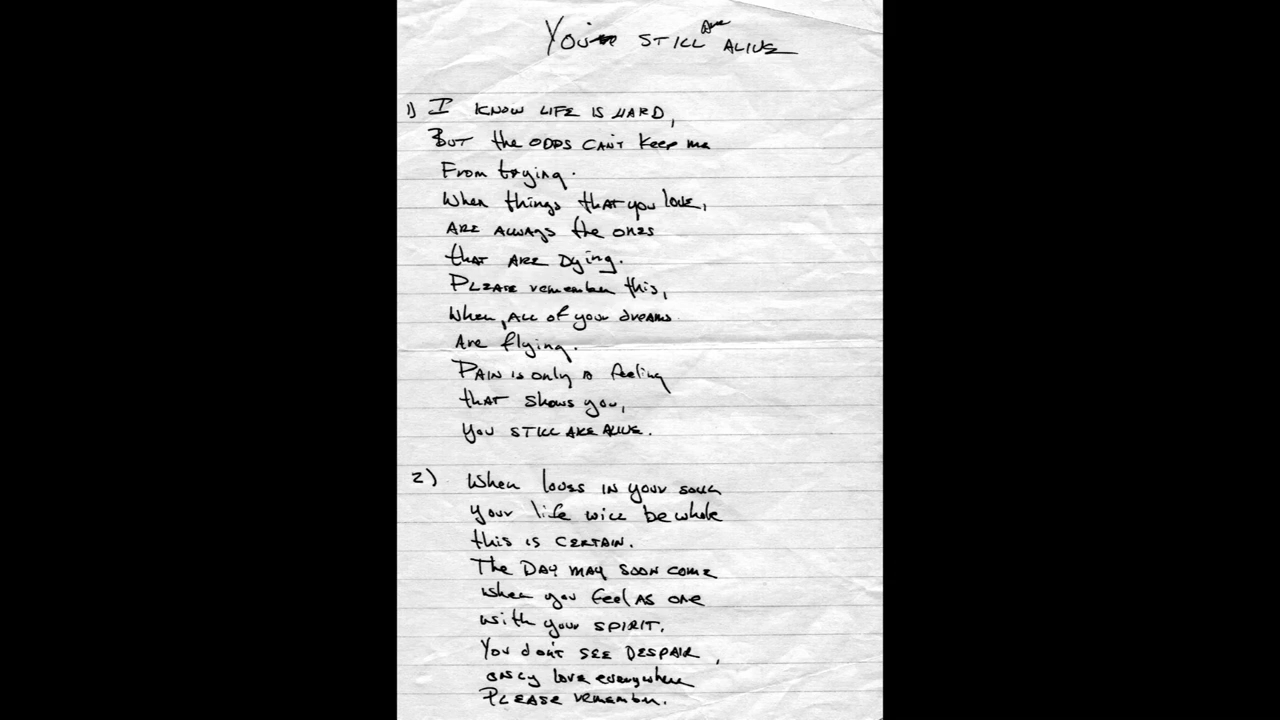 You STILL Are ALIVE
1) I KNOW LIFE IS HARD,
BUT the ODDS CAN'T Keep me
From trying.
When things that you love,
ARE ALWAYS the ones
that ARE Dying.
PLEASE remember this,
When, ALL of your dreams
Are flying.
PAIN is only a feeling
that shows you,
you STILL ARE ALIVE.
2) When loves IN your soul
your life will be whole
this IS CERTAIN.
The DAY MAY SOON COME
when you feel AS one
with your SPIRIT.
You don't SEE DESPAIR,
only love everywhere
PLEASE remember.